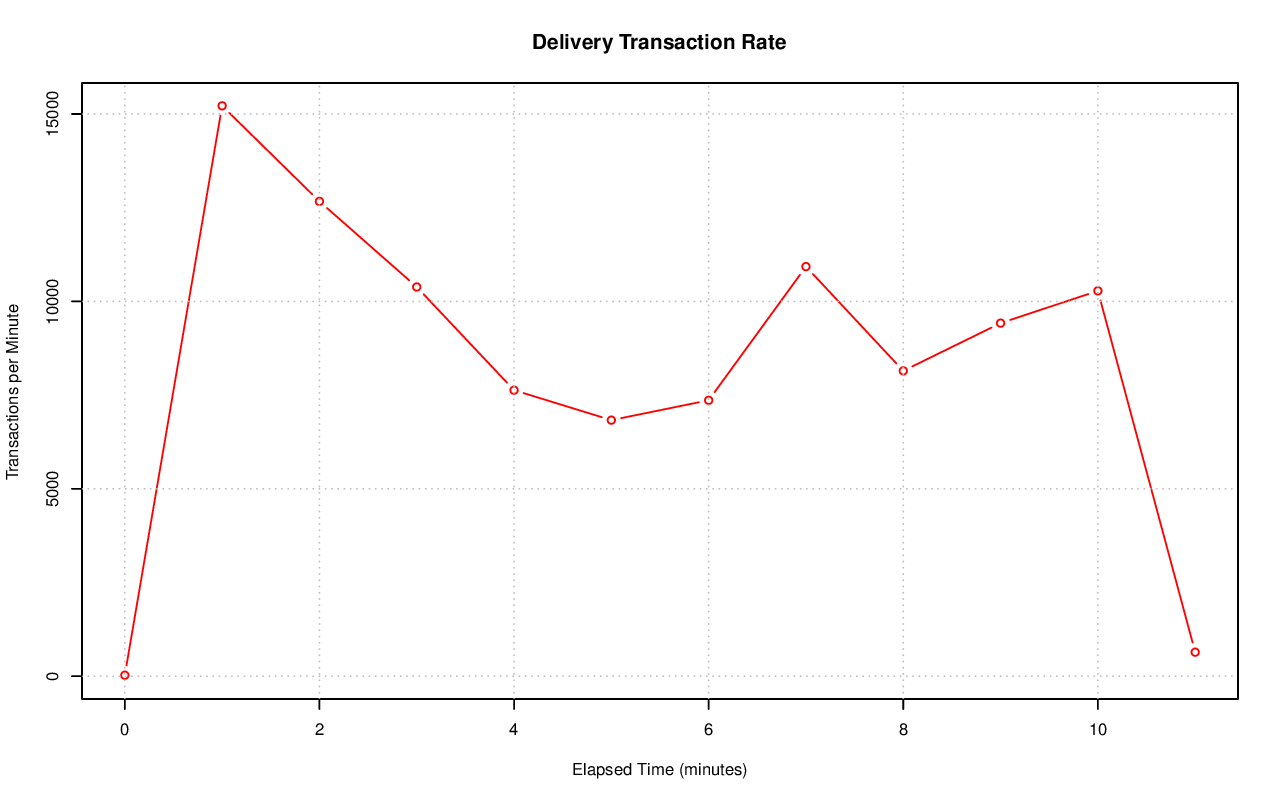 Delivery Transaction Rate
Transactions per Minute
15000
10000
5000
0
0 2 4 6 8 10
Elapsed Time (minutes)